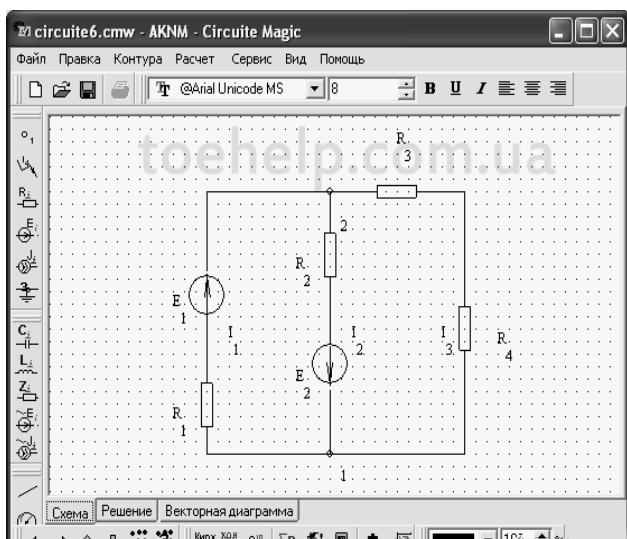 circuite6.cmw - AKNM - Circuite Magic
Файл Правка Контура Расчет Сервис Вид Помощь
@Arial Unicode MS 8 B U I
toehelp.com.ua
R 3
2
R 2
E 1
I 1
I 2
I 3
R 4
E 2
R 1
1
Схема Решение Векторная диаграмма